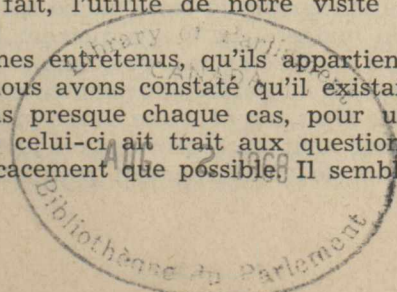 fait, l'utilité de notre visite
nes entretenus, qu'ils appartien
nous avons constaté qu'il existai
s presque chaque cas, pour u
celui-ci ait trait aux question
cacement que possible. Il sembl
Library of Parliament
CANADA
AUG 2 1968
Bibliothèque du Parlement